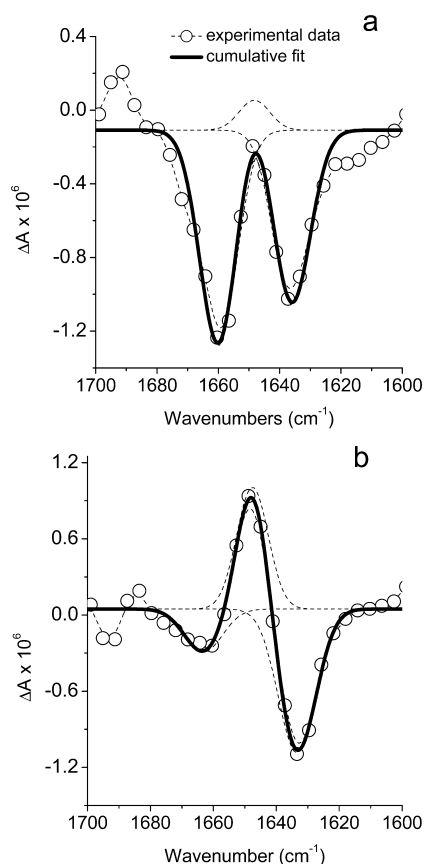 a
experimental data
cumulative fit
0.4
0.0
-0.4
-0.8
-1.2
ΔA x 10⁶
1700 1680 1660 1640 1620 1600
Wavenumbers (cm⁻¹)
b
1.2
0.6
0.0
-0.6
-1.2
ΔA x 10⁶
1700 1680 1660 1640 1620 1600
Wavenumber (cm⁻¹)